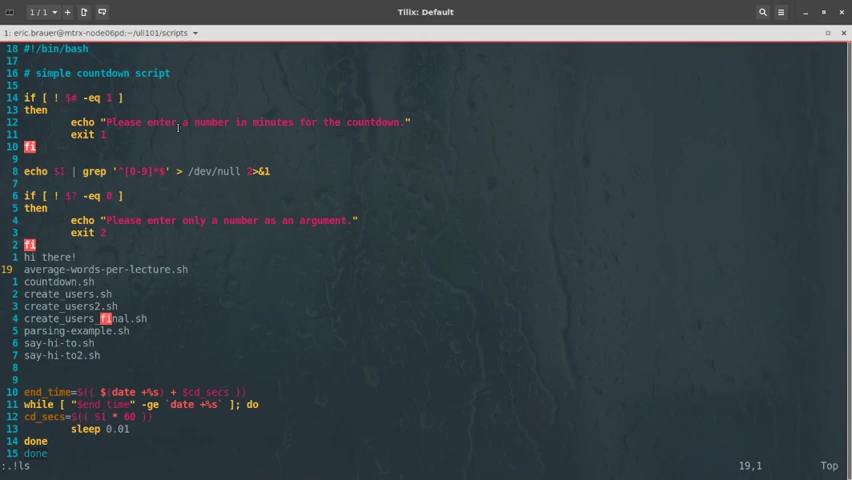 1 / 1
Tilix: Default
1: eric.brauer@mtrx-node06pd:~/uli101/scripts
18 #!/bin/bash
17
16 # simple countdown script
15
14 if [ ! $# -eq 1 ]
13 then
12 echo "Please enter a number in minutes for the countdown."
11 exit 1
10 fi
9
8 echo $1 | grep '^[0-9]*$' > /dev/null 2>&1
7
6 if [ ! $? -eq 0 ]
5 then
4 echo "Please enter only a number as an argument."
3 exit 2
2 fi
1 hi there!
19 average-words-per-lecture.sh
1 countdown.sh
2 create_users.sh
3 create_users2.sh
4 create_users_final.sh
5 parsing-example.sh
6 say-hi-to.sh
7 say-hi-to2.sh
8
9
10 end_time=$(( $(date +%s) + $cd_secs ))
11 while [ "$end_time" -ge `date +%s` ]; do
12 cd_secs=$(( $1 * 60 ))
13 sleep 0.01
14 done
15 done
:.!ls 19,1 Top